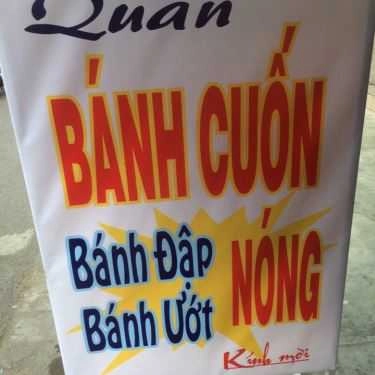 Quán
BÁNH CUỐN
Bánh Đập
Bánh Ướt
NÓNG
Kính mời